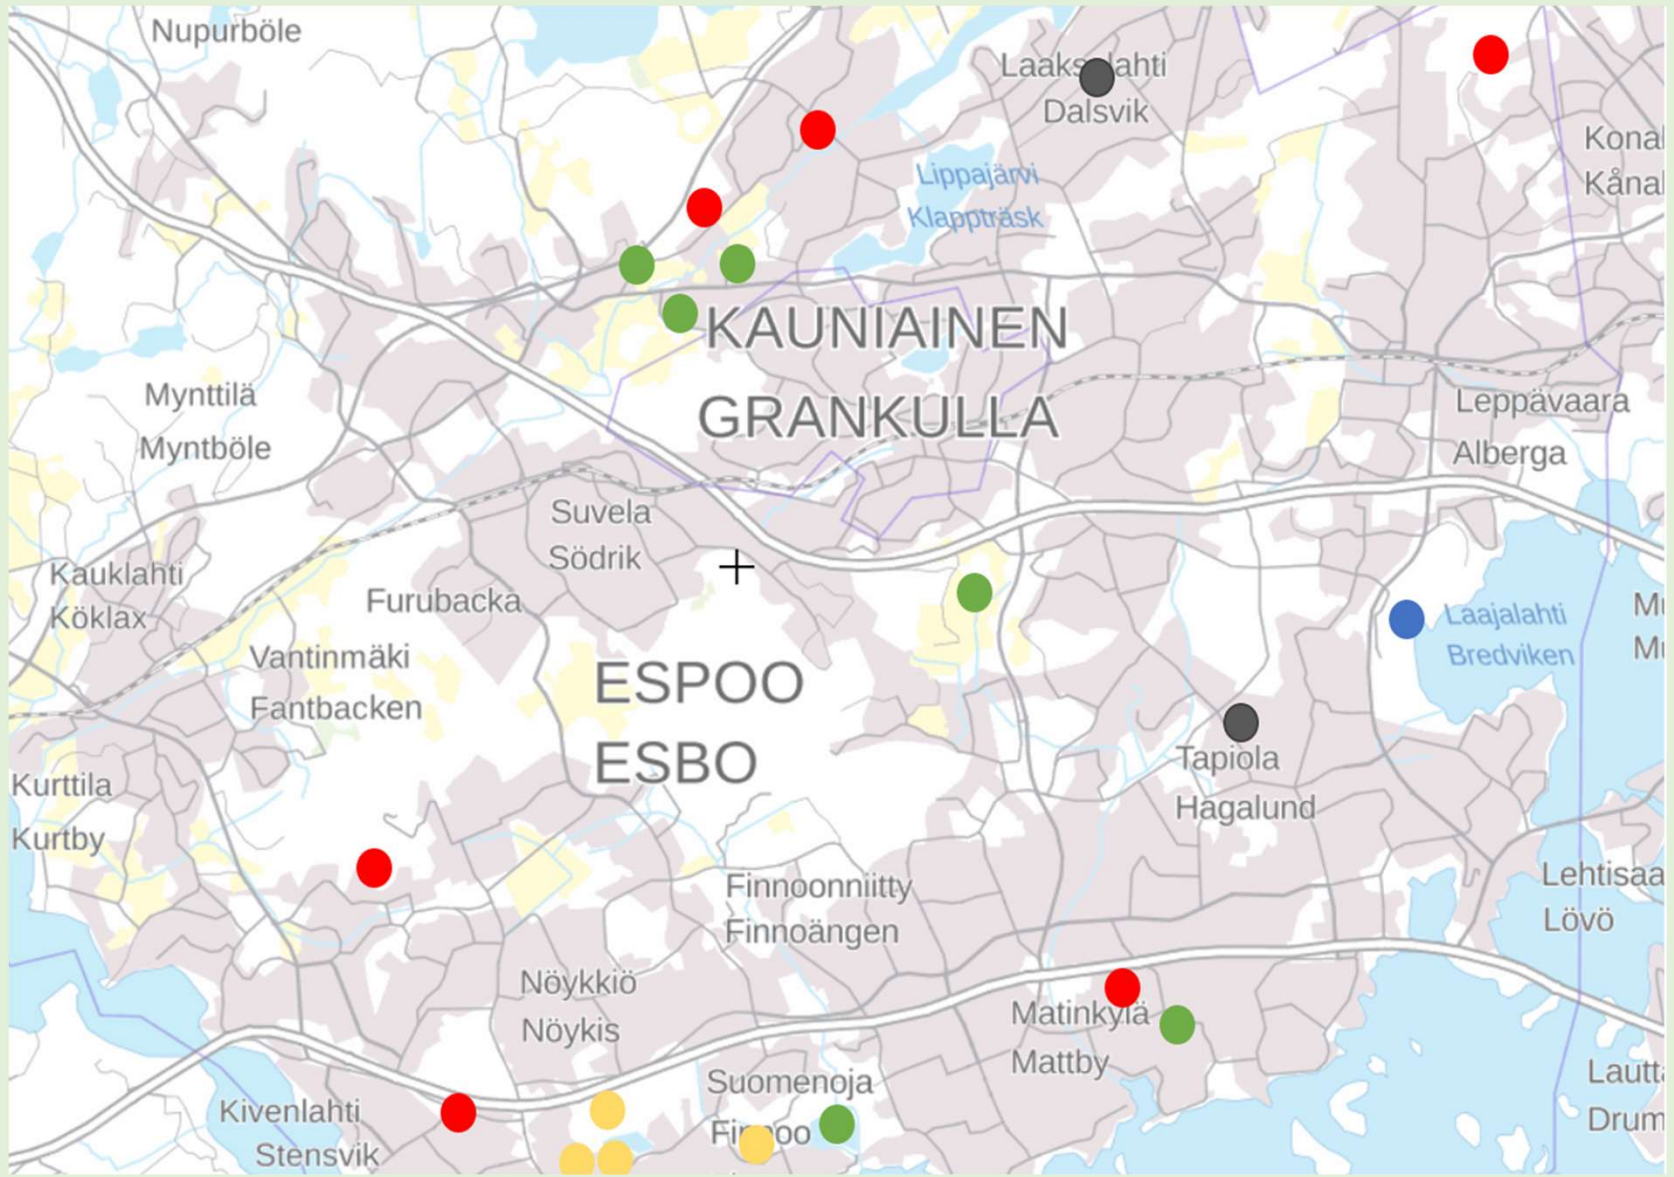 Nupurböle
Laaksolahti
Dalsvik
Lippajärvi
Klappträsk
KAUNIAINEN
GRANKULLA
Mynttilä
Myntböle
Leppävaara
Alberga
Suvela
Södrik
Kauklahti
Köklax
Furubacka
Vantinmäki
Fantbacken
ESPOO
ESBO
Laajalahti
Bredviken
Tapiola
Hagalund
Kurttila
Kurtby
Finnoonniitty
Finnoängen
Lehtisaa
Lövö
Nöykkiö
Nöykis
Matinkylä
Mattby
Suomenoja
Finnoo
Kivenlahti
Stensvik
Konal
Kånal
Lautta
Drum